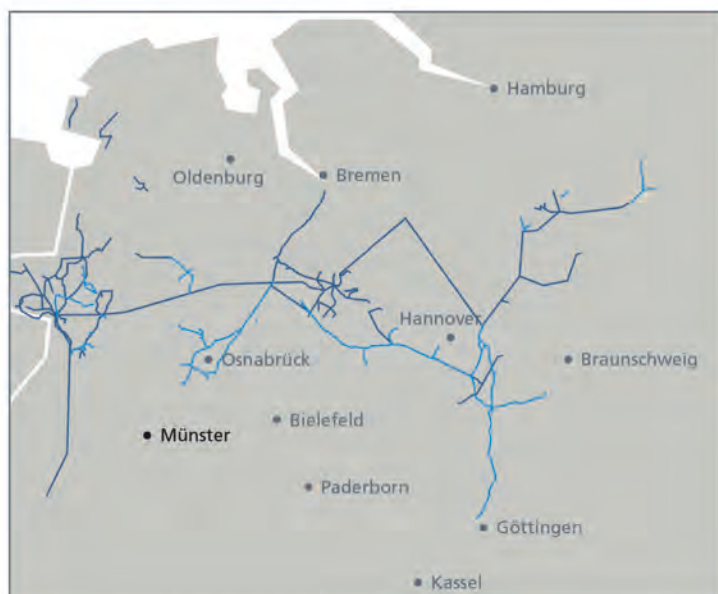 Hamburg
Oldenburg
Bremen
Hannover
Osnabrück
Braunschweig
Bielefeld
Münster
Paderborn
Göttingen
Kassel